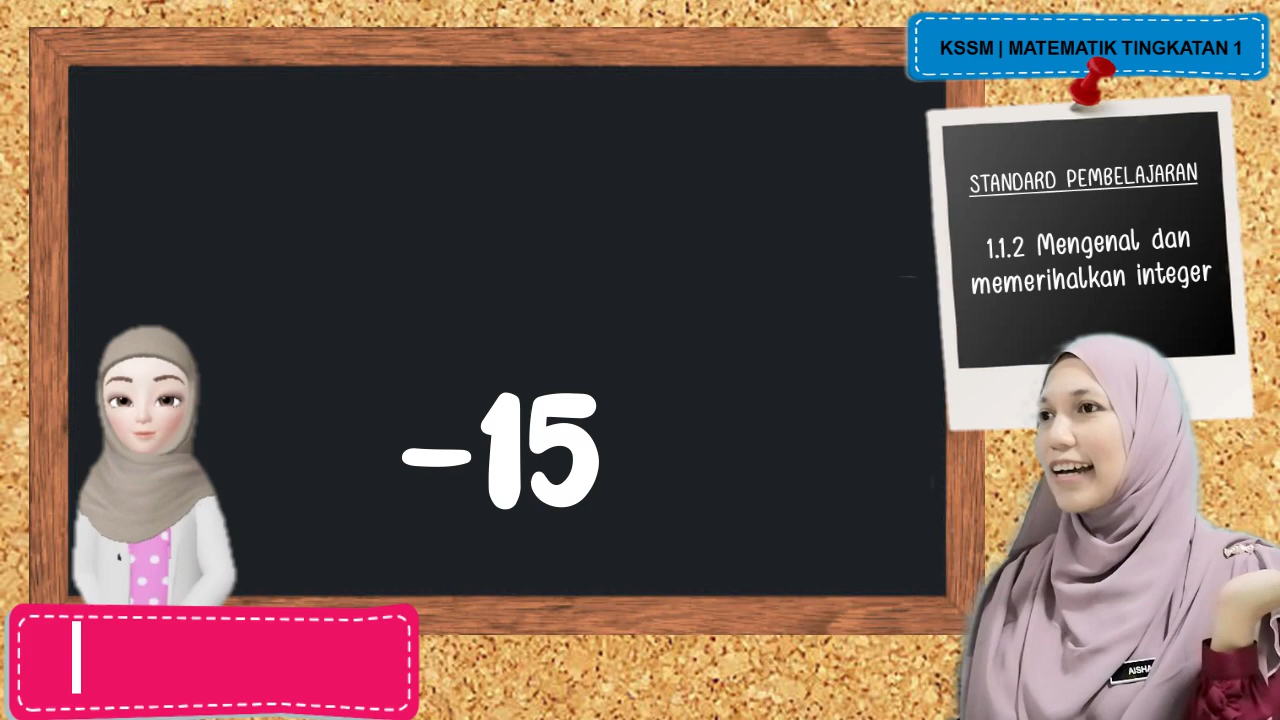 KSSM | MATEMATIK TINGKATAN 1
STANDARD PEMBELAJARAN
1.1.2 Mengenal dan
memerihalkan integer
-15